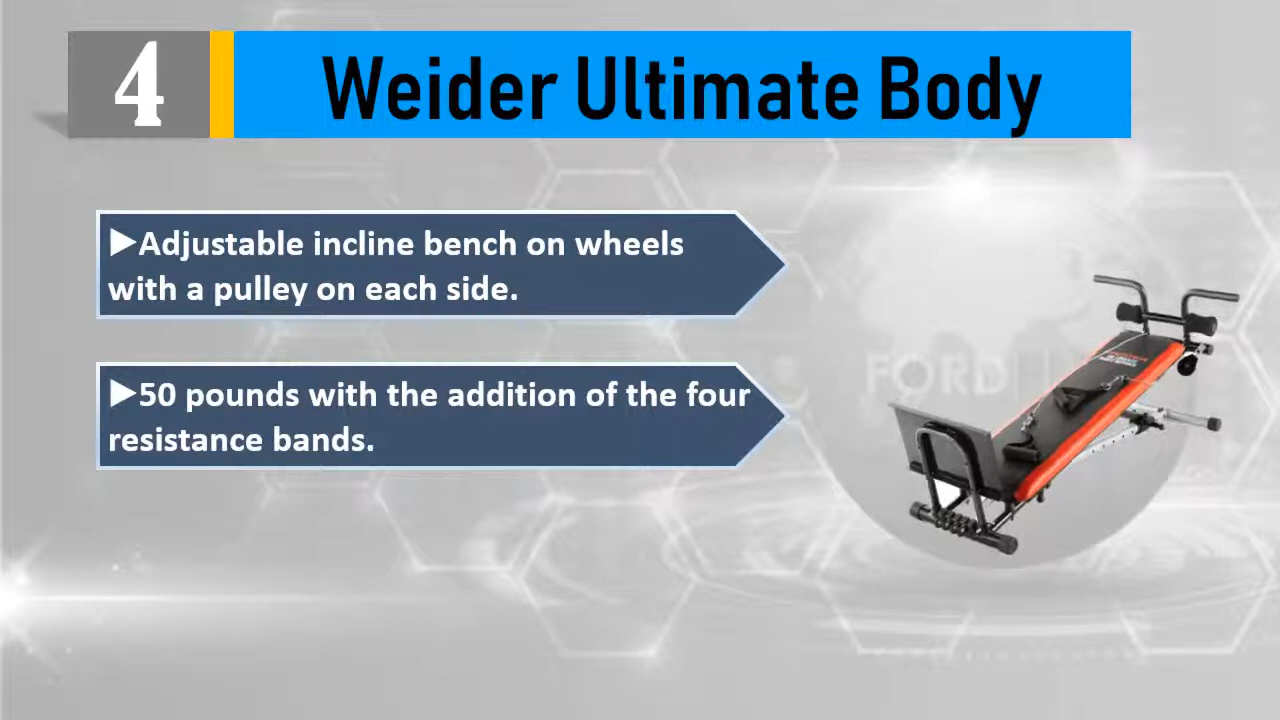 4
Weider Ultimate Body
▶Adjustable incline bench on wheels
with a pulley on each side.
▶50 pounds with the addition of the four
resistance bands.
FORD